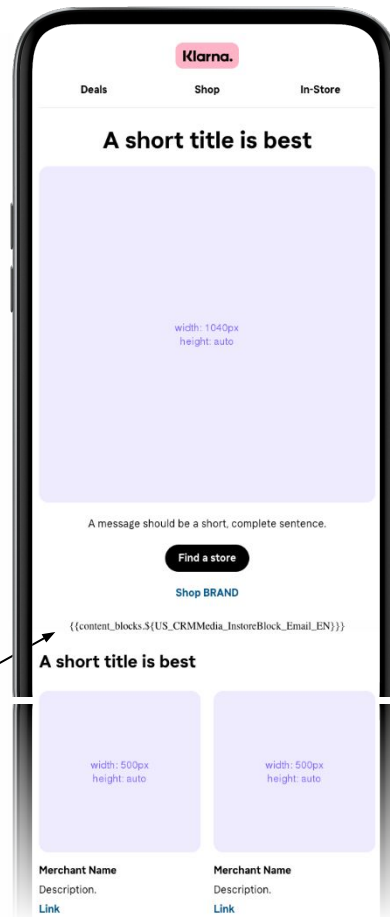 Klarna.
Deals Shop In-Store
A short title is best
width: 1040px
height: auto
A message should be a short, complete sentence.
Find a store
Shop BRAND
{{content_blocks.${US_CRMMedia_InstoreBlock_Email_EN}}}
A short title is best
width: 500px width: 500px
height: auto height: auto
Merchant Name Merchant Name
Description. Description.
Link Link